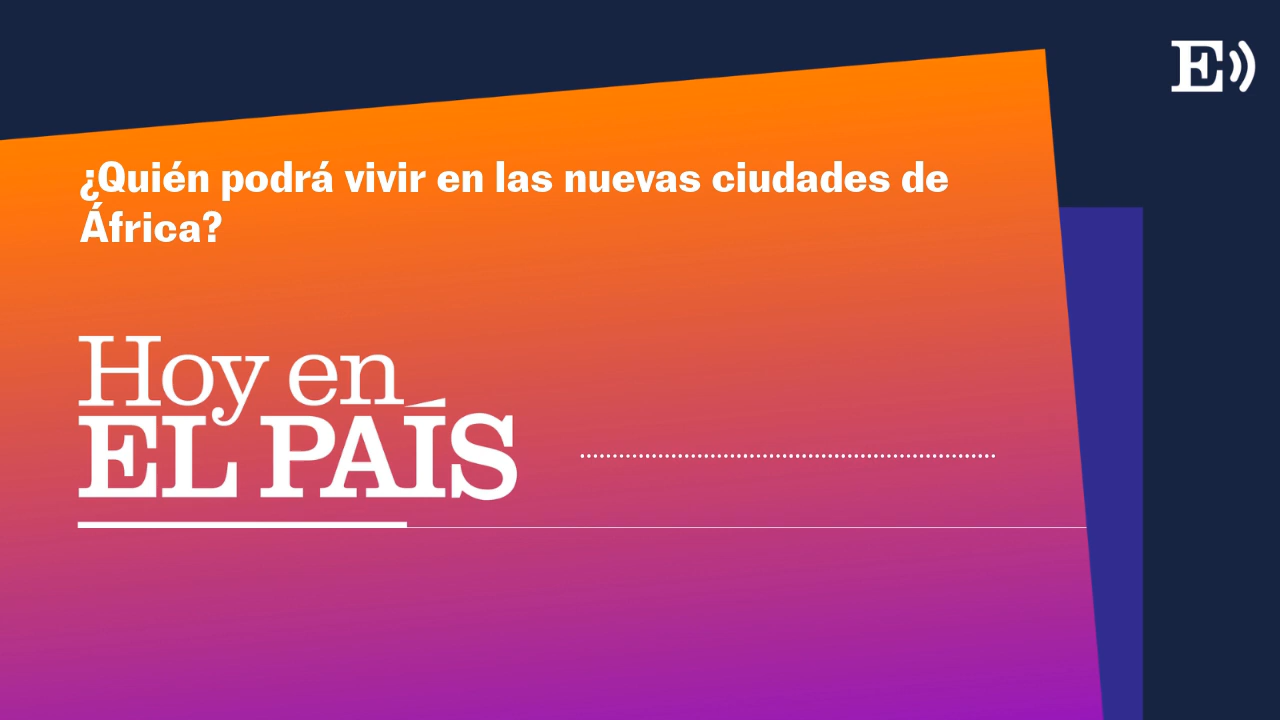 E
¿Quién podrá vivir en las nuevas ciudades de
África?
Hoy en
EL PAÍS